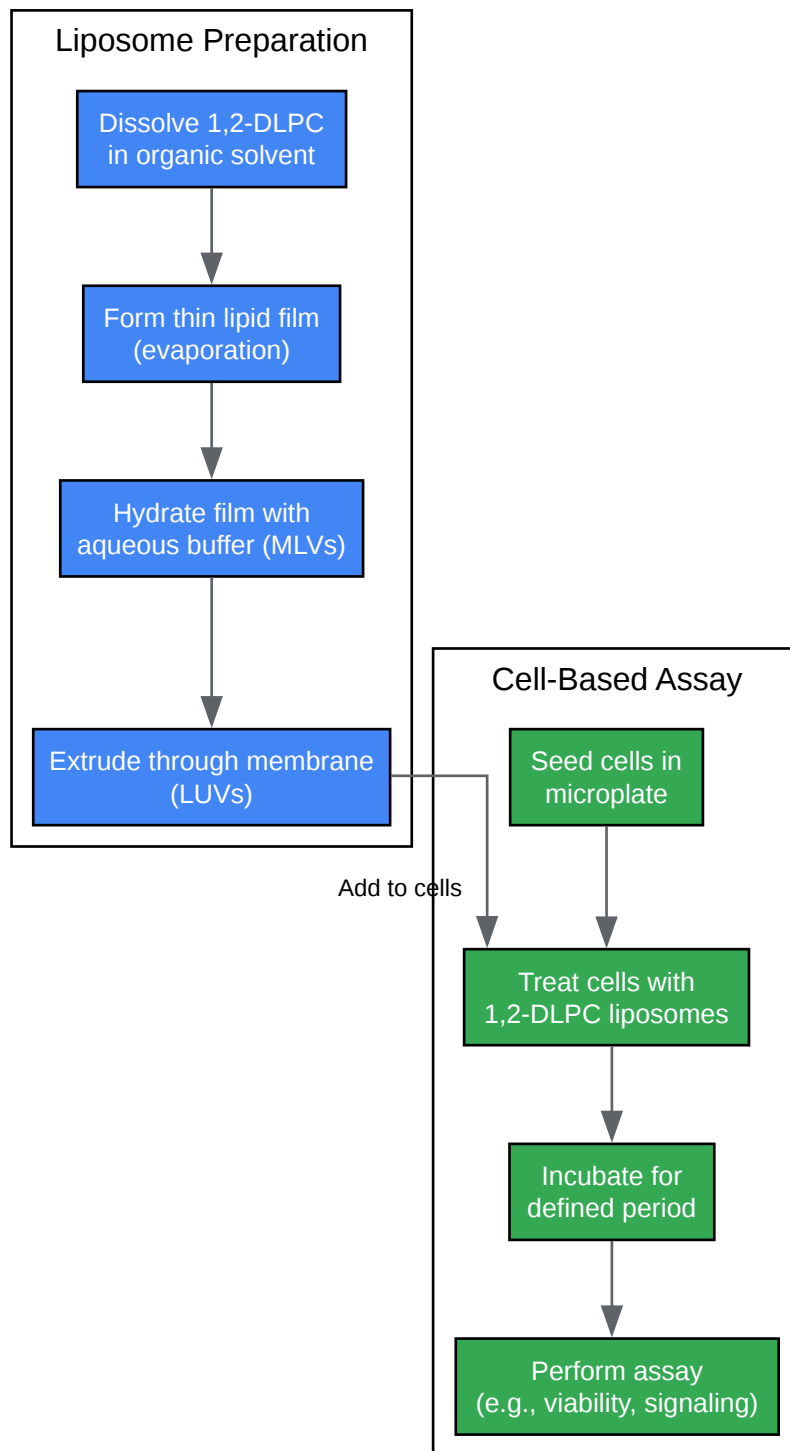 Liposome Preparation
Dissolve 1,2-DLPC
in organic solvent
Form thin lipid film
(evaporation)
Hydrate film with
aqueous buffer (MLVs)
Extrude through membrane
(LUVs)
Add to cells
Cell-Based Assay
Seed cells in
microplate
Treat cells with
1,2-DLPC liposomes
Incubate for
defined period
Perform assay
(e.g., viability, signaling)